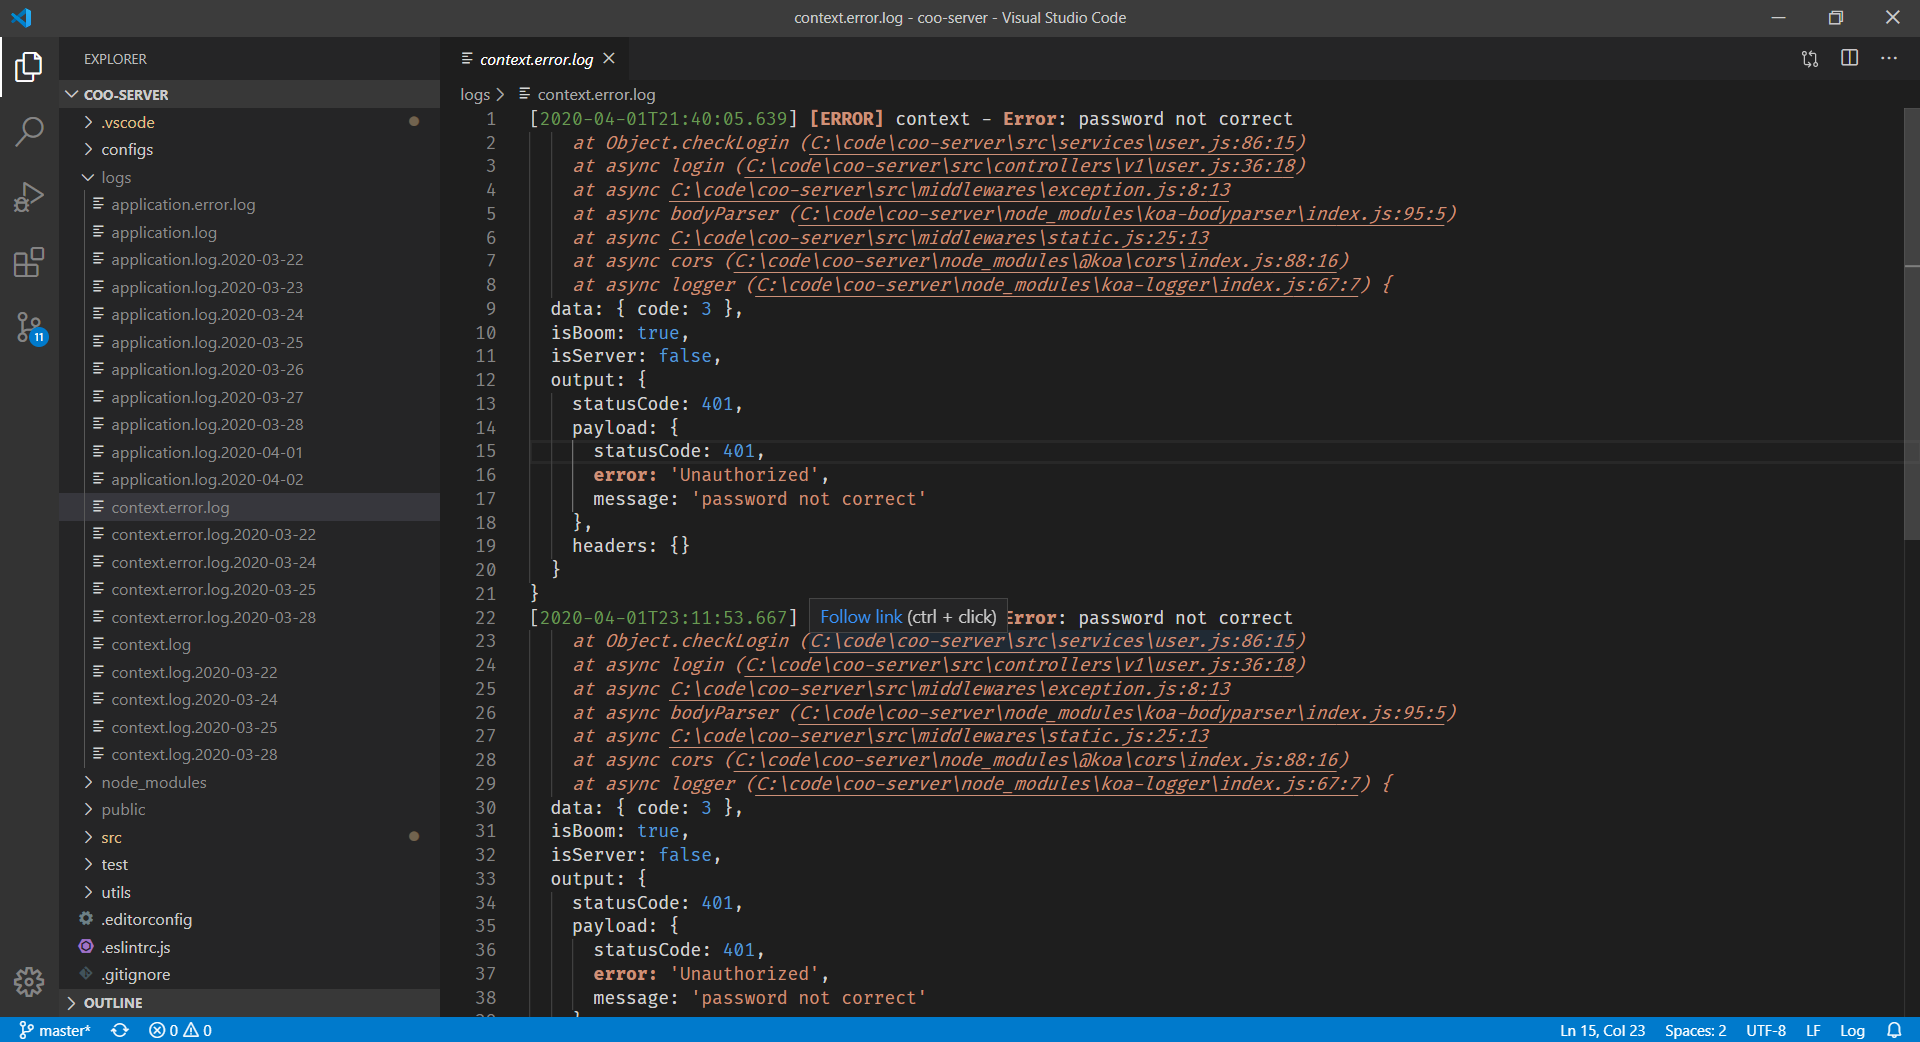 context.error.log - coo-server - Visual Studio Code
EXPLORER
COO-SERVER
.vscode
configs
logs
application.error.log
application.log
application.log.2020-03-22
application.log.2020-03-23
application.log.2020-03-24
application.log.2020-03-25
application.log.2020-03-26
application.log.2020-03-27
application.log.2020-03-28
application.log.2020-04-01
application.log.2020-04-02
context.error.log
context.error.log.2020-03-22
context.error.log.2020-03-24
context.error.log.2020-03-25
context.error.log.2020-03-28
context.log
context.log.2020-03-22
context.log.2020-03-24
context.log.2020-03-25
context.log.2020-03-28
node_modules
public
src
test
utils
.editorconfig
.eslintrc.js
.gitignore
OUTLINE
11
context.error.log
logs > context.error.log
1 [2020-04-01T21:40:05.639] [ERROR] context - Error: password not correct
2 at Object.checkLogin (C:\code\coo-server\src\services\user.js:86:15)
3 at async login (C:\code\coo-server\src\controllers\v1\user.js:36:18)
4 at async C:\code\coo-server\src\middlewares\exception.js:8:13
5 at async bodyParser (C:\code\coo-server\node_modules\koa-bodyparser\index.js:95:5)
6 at async C:\code\coo-server\src\middlewares\static.js:25:13
7 at async cors (C:\code\coo-server\node_modules\@koa\cors\index.js:88:16)
8 at async logger (C:\code\coo-server\node_modules\koa-logger\index.js:67:7) {
9 data: { code: 3 },
10 isBoom: true,
11 isServer: false,
12 output: {
13 statusCode: 401,
14 payload: {
15 statusCode: 401,
16 error: 'Unauthorized',
17 message: 'password not correct'
18 },
19 headers: {}
20 }
21 }
22 [2020-04-01T23:11:53.667] Follow link (ctrl + click) Error: password not correct
23 at Object.checkLogin (C:\code\coo-server\src\services\user.js:86:15)
24 at async login (C:\code\coo-server\src\controllers\v1\user.js:36:18)
25 at async C:\code\coo-server\src\middlewares\exception.js:8:13
26 at async bodyParser (C:\code\coo-server\node_modules\koa-bodyparser\index.js:95:5)
27 at async C:\code\coo-server\src\middlewares\static.js:25:13
28 at async cors (C:\code\coo-server\node_modules\@koa\cors\index.js:88:16)
29 at async logger (C:\code\coo-server\node_modules\koa-logger\index.js:67:7) {
30 data: { code: 3 },
31 isBoom: true,
32 isServer: false,
33 output: {
34 statusCode: 401,
35 payload: {
36 statusCode: 401,
37 error: 'Unauthorized',
38 message: 'password not correct'
master* 0 0 Ln 15, Col 23 Spaces: 2 UTF-8 LF Log